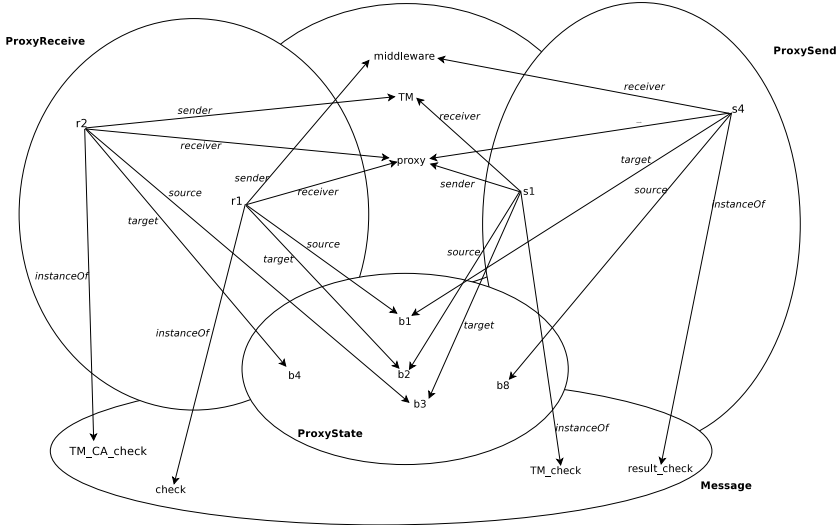 ProxyReceive
ProxySend
middleware
receiver
TM
sender
receiver
s4
r2
receiver
_
proxy
target
sender
receiver
sender
source
source
s1
r1
target
instanceOf
source
source
target
instanceOf
b1
target
instanceOf
b4
b2
b8
b3
ProxyState
instanceOf
TM_CA_check
TM_check
result_check
check
Message